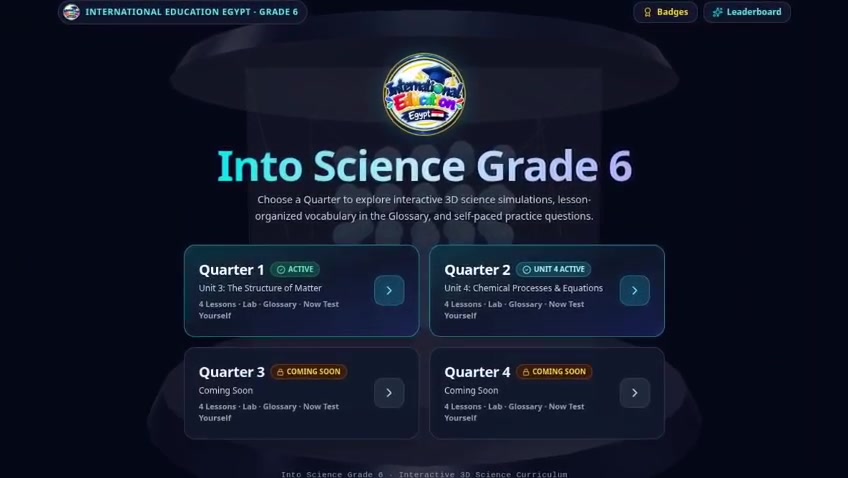 INTERNATIONAL EDUCATION EGYPT - GRADE 6
Badges
Leaderboard
International
Education
Egypt
Into Science Grade 6
Choose a Quarter to explore interactive 3D science simulations, lesson-
organized vocabulary in the Glossary, and self-paced practice questions.
Quarter 1 ACTIVE
Unit 3: The Structure of Matter
4 Lessons · Lab · Glossary · Now Test
Yourself
Quarter 2 UNIT 4 ACTIVE
Unit 4: Chemical Processes & Equations
4 Lessons · Lab · Glossary · Now Test
Yourself
Quarter 3 COMING SOON
Coming Soon
4 Lessons · Lab · Glossary · Now Test
Yourself
Quarter 4 COMING SOON
Coming Soon
4 Lessons · Lab · Glossary · Now Test
Yourself
Into Science Grade 6 · Interactive 3D Science Curriculum